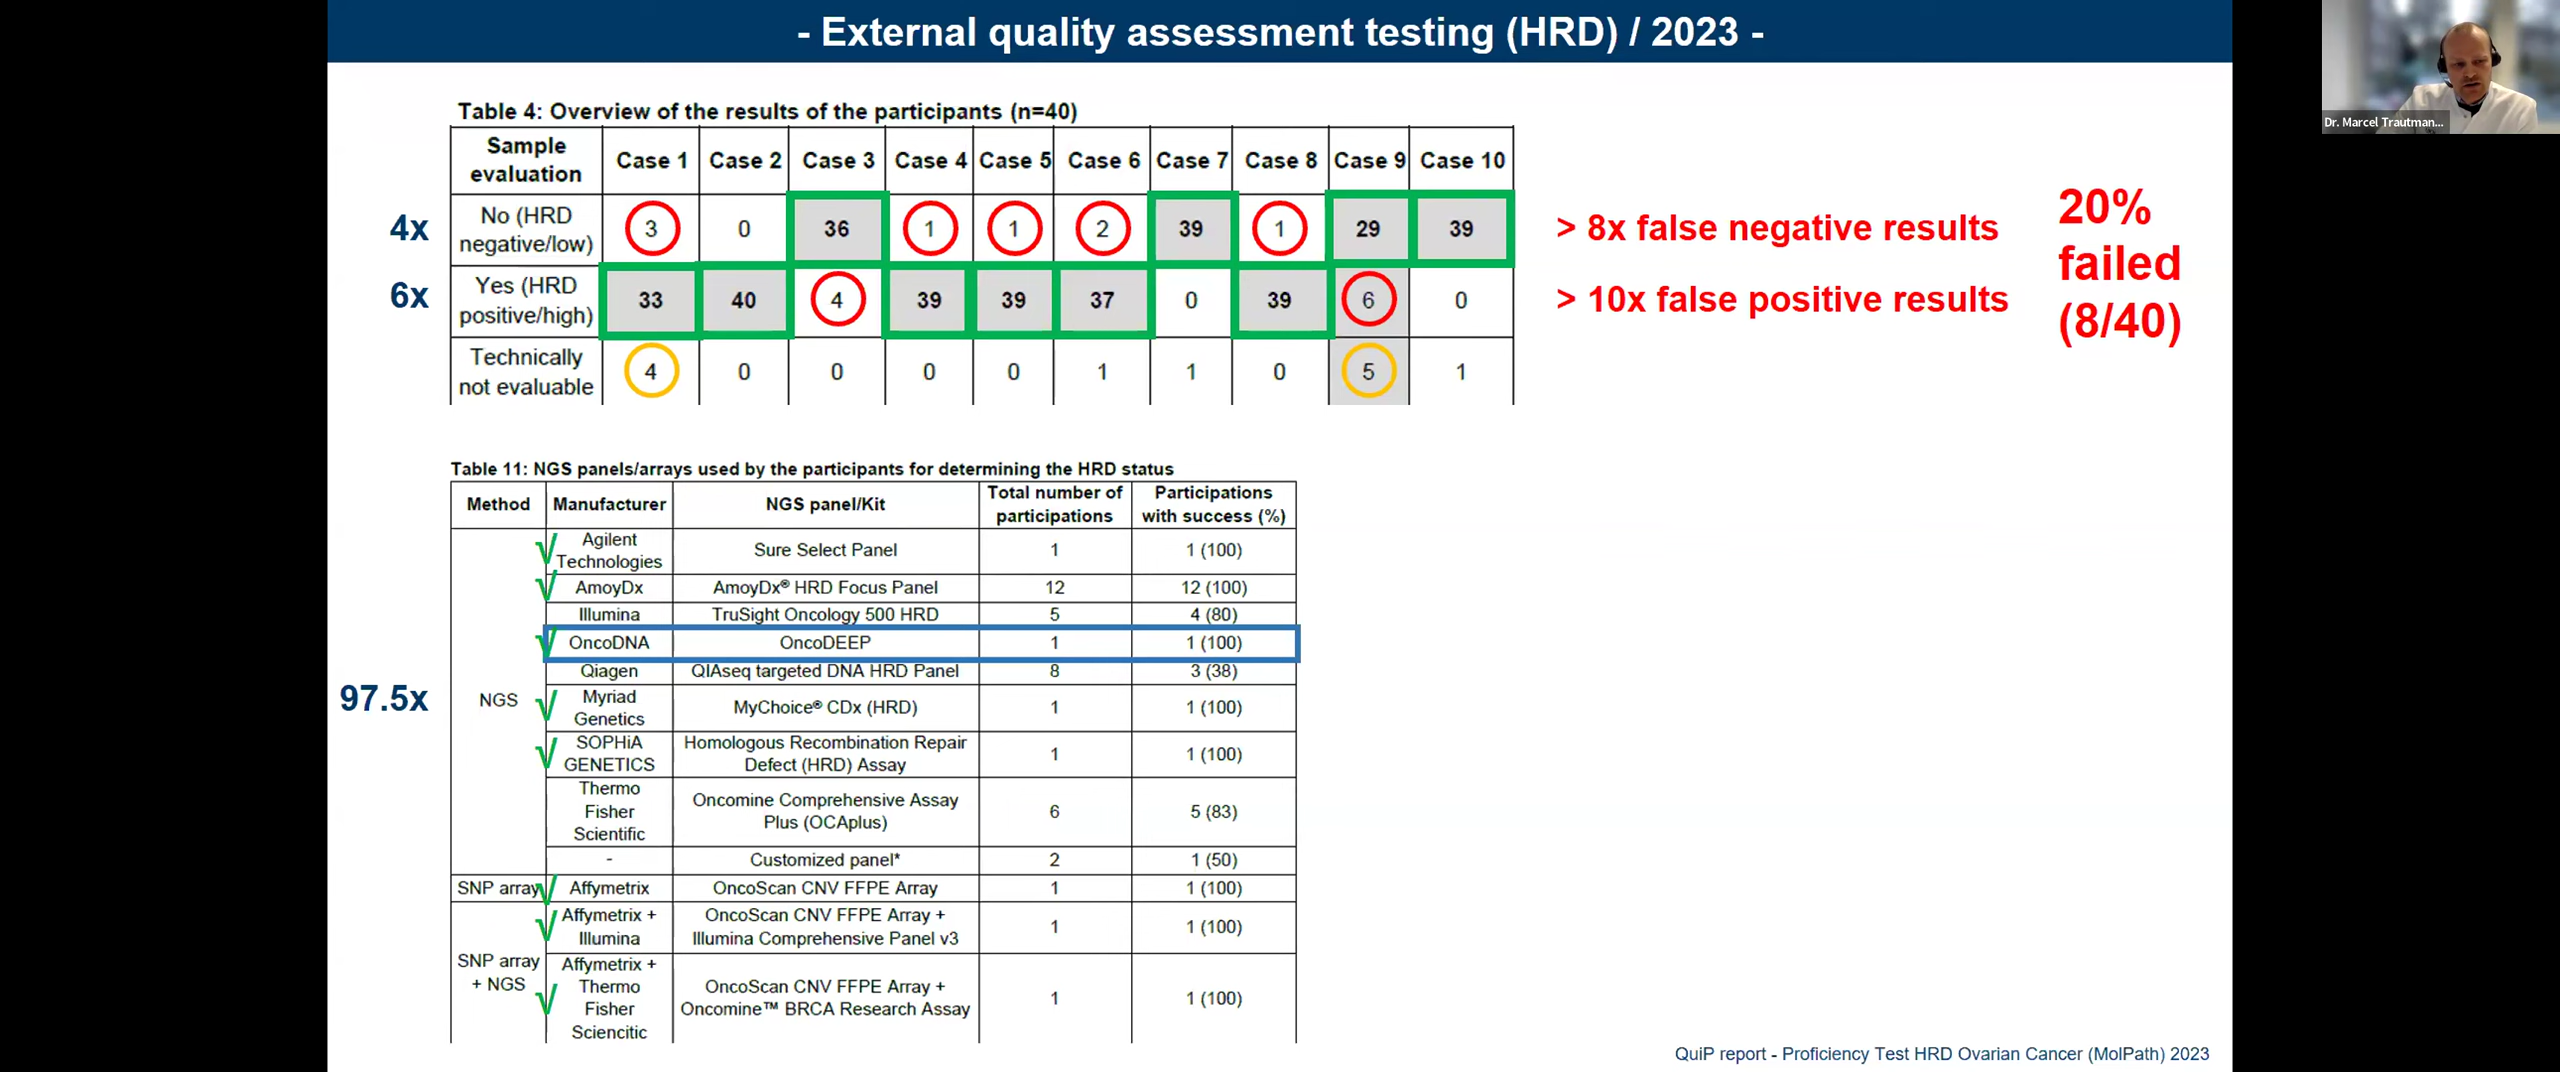 - External quality assessment testing (HRD) / 2023 -
Dr. Marcel Trautman...
Table 4: Overview of the results of the participants (n=40)
Sample evaluation Case 1 Case 2 Case 3 Case 4 Case 5 Case 6 Case 7 Case 8 Case 9 Case 10
4x No (HRD negative/low) 3 0 36 1 1 2 39 1 29 39 > 8x false negative results
6x Yes (HRD positive/high) 33 40 4 39 39 37 0 39 6 0 > 10x false positive results
Technically not evaluable 4 0 0 0 0 1 1 0 5 1
20%
failed
(8/40)
Table 11: NGS panels/arrays used by the participants for determining the HRD status
Method Manufacturer NGS panel/Kit Total number of participations Participations with success (%)
97.5x NGS
√ Agilent Technologies Sure Select Panel 1 1 (100)
√ AmoyDx AmoyDx® HRD Focus Panel 12 12 (100)
Illumina TruSight Oncology 500 HRD 5 4 (80)
√ OncoDNA OncoDEEP 1 1 (100)
Qiagen QIAseq targeted DNA HRD Panel 8 3 (38)
√ Myriad Genetics MyChoice® CDx (HRD) 1 1 (100)
√ SOPHiA GENETICS Homologous Recombination Repair Defect (HRD) Assay 1 1 (100)
Thermo Fisher Scientific Oncomine Comprehensive Assay Plus (OCAplus) 6 5 (83)
- Customized panel* 2 1 (50)
SNP array √ Affymetrix OncoScan CNV FFPE Array 1 1 (100)
SNP array + NGS
√ Affymetrix + Illumina OncoScan CNV FFPE Array + Illumina Comprehensive Panel v3 1 1 (100)
√ Affymetrix + Thermo Fisher Sciencitic OncoScan CNV FFPE Array + Oncomine™ BRCA Research Assay 1 1 (100)
QuiP report - Proficiency Test HRD Ovarian Cancer (MolPath) 2023